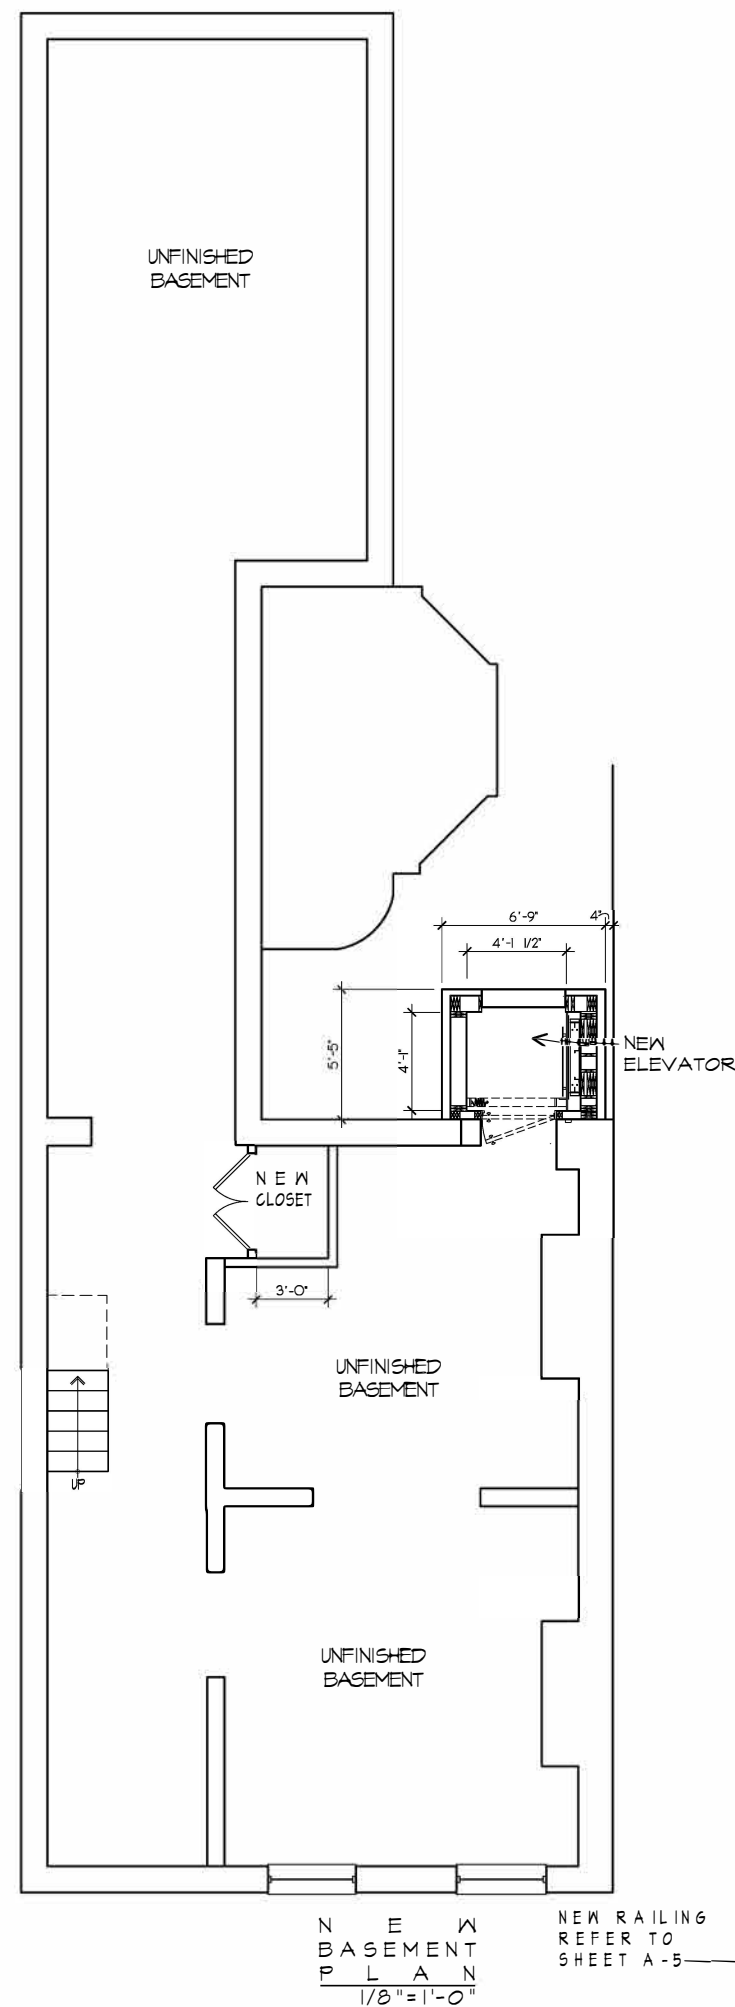 UNFINISHED
BASEMENT
6'-9" 4"
4'-1 1/2"
5'-5"
4'-1"
NEW
ELEVATOR
NEW
CLOSET
3'-0"
UNFINISHED
BASEMENT
UP
UNFINISHED
BASEMENT
NEW
BASEMENT
PLAN
1/8"=1'-0"
NEW RAILING
REFER TO
SHEET A-5